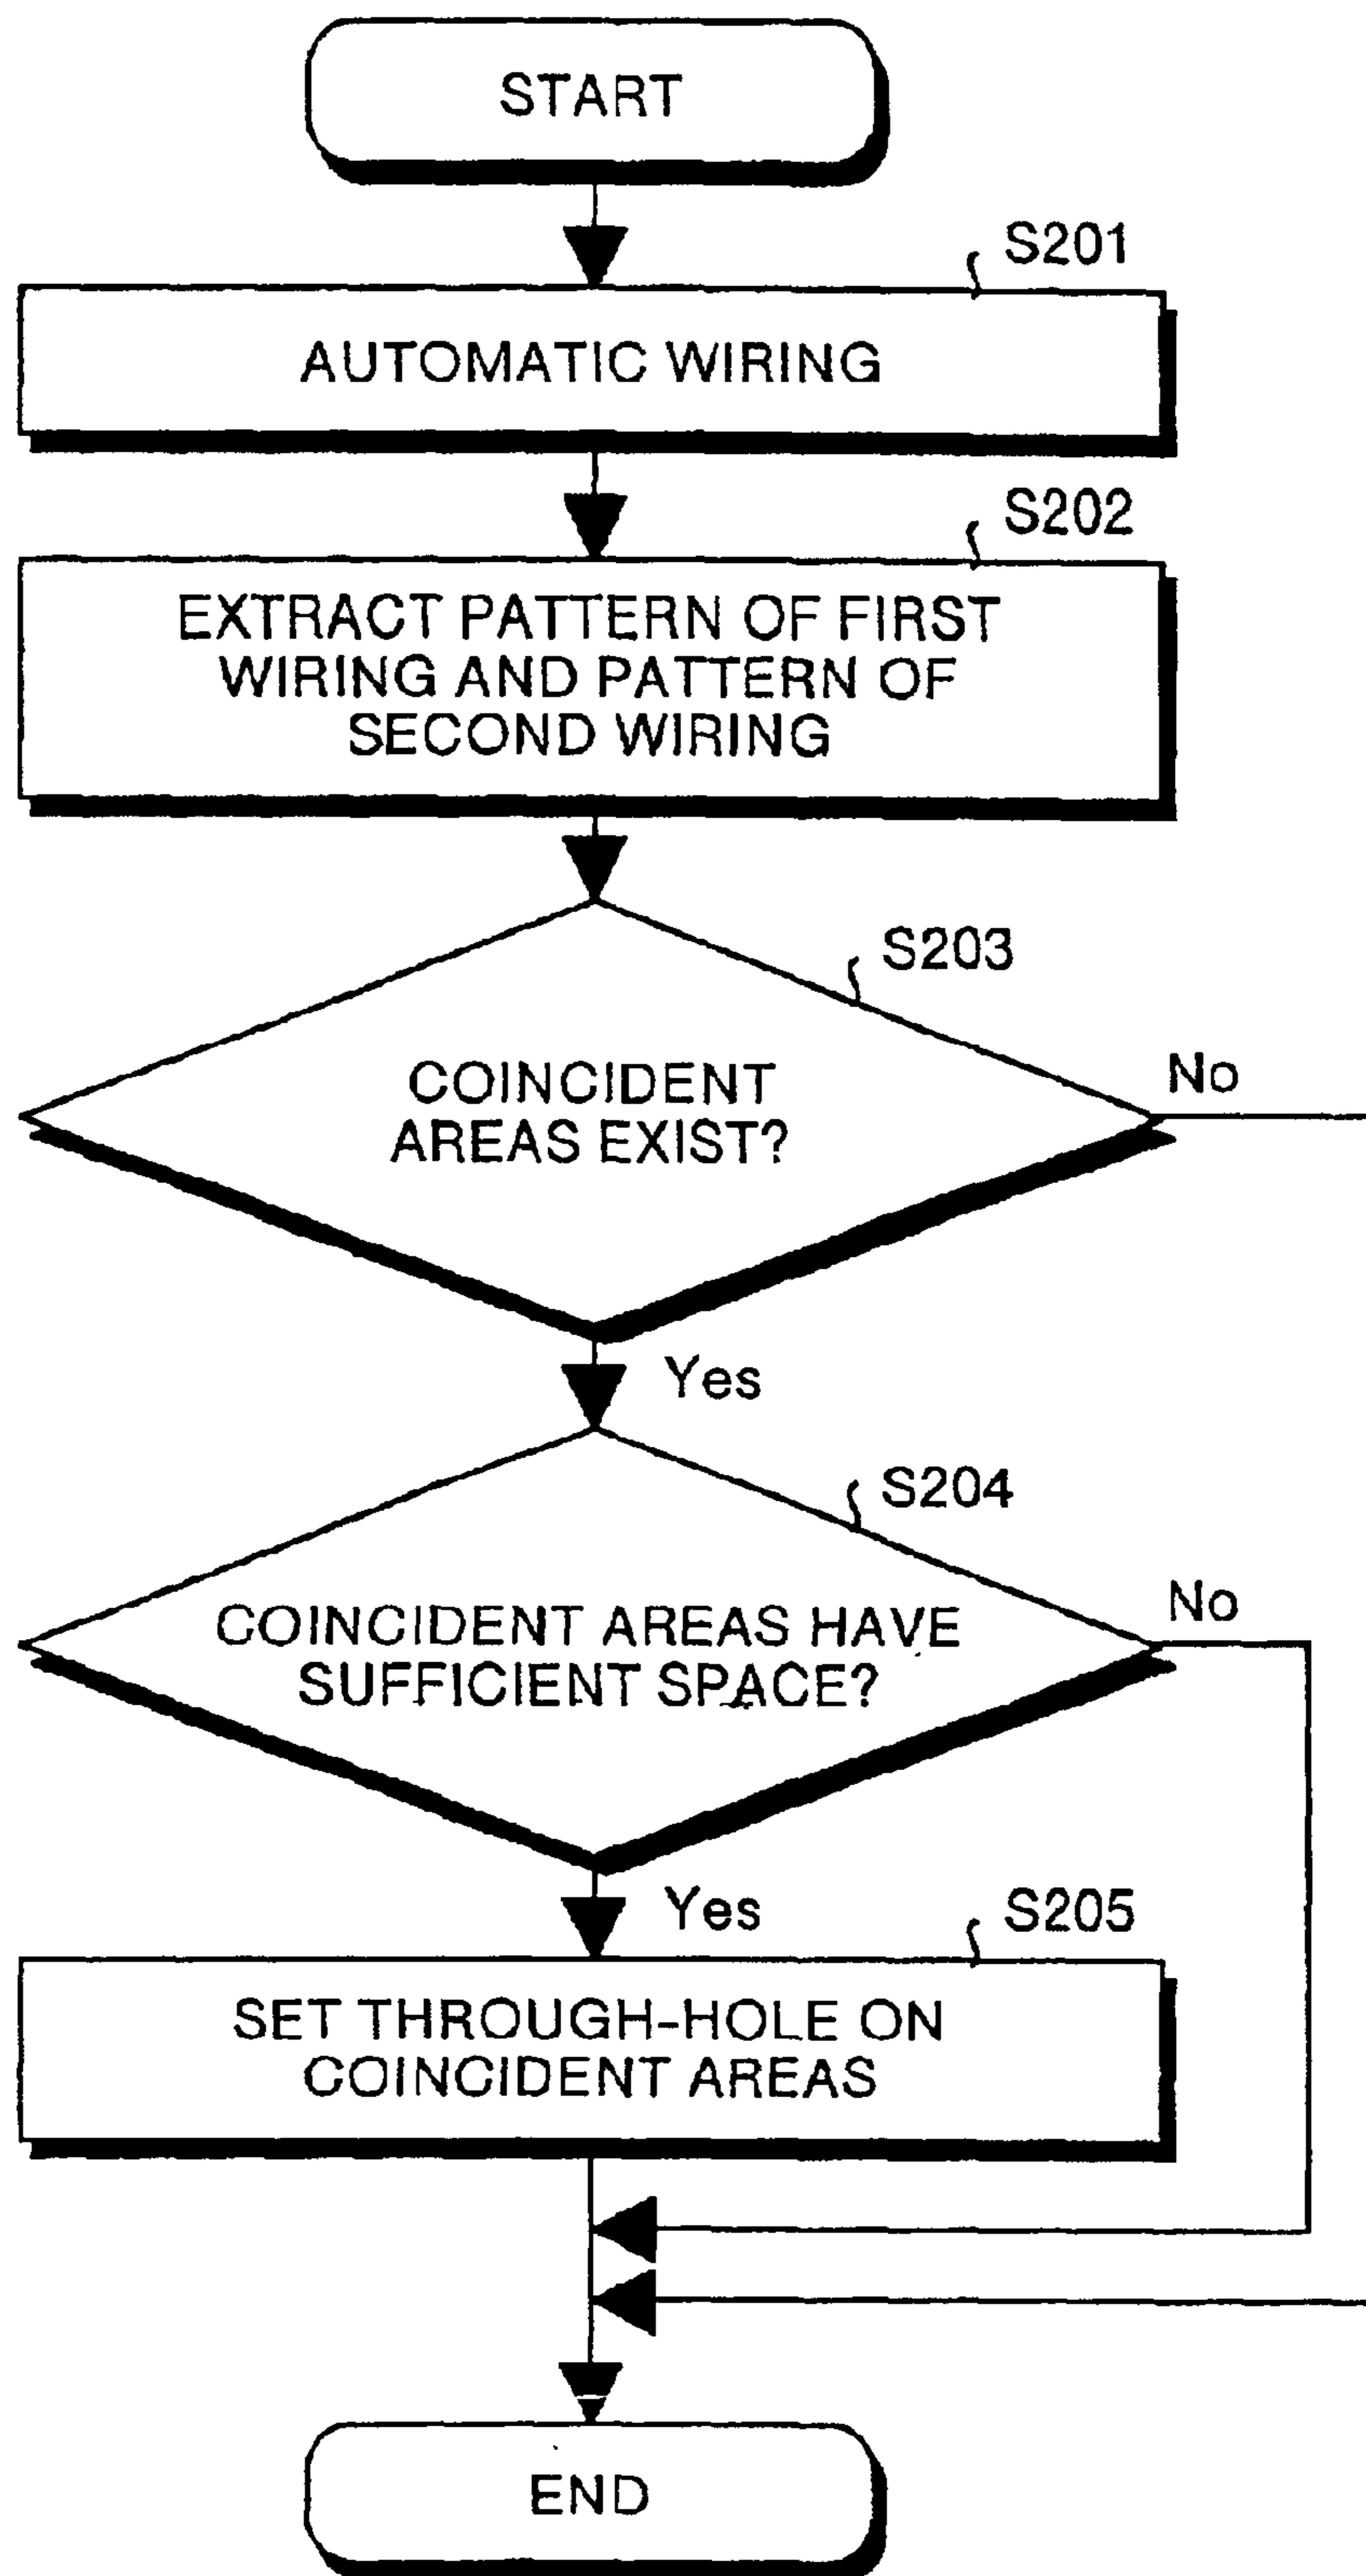 START
S201
AUTOMATIC WIRING
S202
EXTRACT PATTERN OF FIRST
WIRING AND PATTERN OF
SECOND WIRING
S203
COINCIDENT
AREAS EXIST?
No
Yes
S204
COINCIDENT AREAS HAVE
SUFFICIENT SPACE?
No
Yes
S205
SET THROUGH-HOLE ON
COINCIDENT AREAS
END